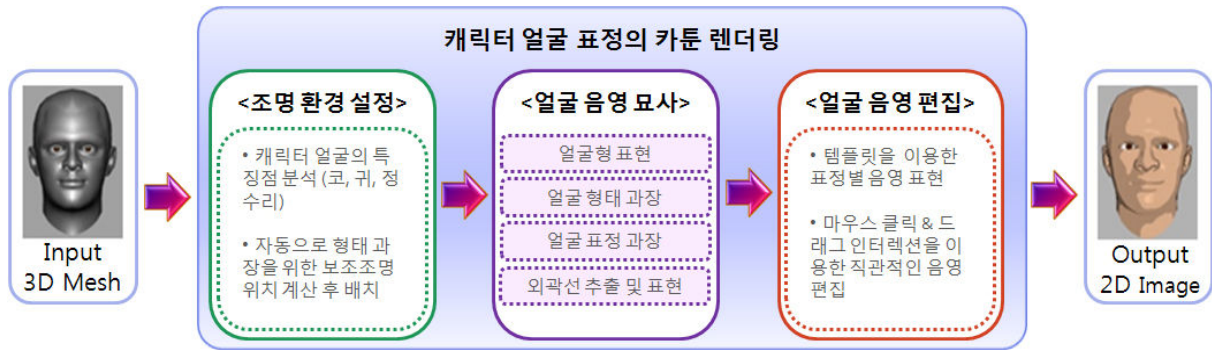 캐릭터 얼굴 표정의 카툰 렌더링
Input
3D Mesh
<조명 환경 설정>
• 캐릭터 얼굴의 특
징점 분석 (코, 귀, 정
수리)
• 자동으로 형태 과
장을 위한 보조조명
위치 계산 후 배치
<얼굴 음영 묘사>
얼굴형 표현
얼굴 형태 과장
얼굴 표정 과장
외곽선 추출 및 표현
<얼굴 음영 편집>
• 템플릿을 이용한
표정별 음영 표현
• 마우스 클릭 & 드
래그 인터렉션을 이
용한 직관적인 음영
편집
Output
2D Image